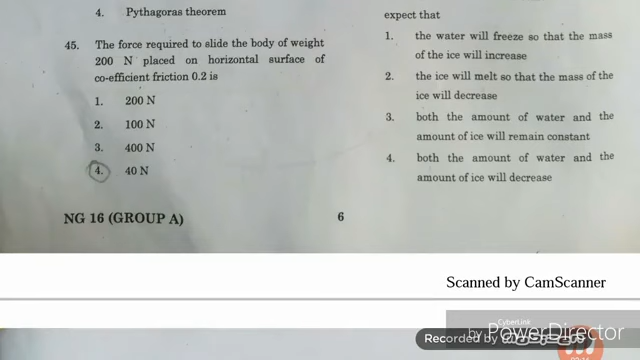 4. Pythagoras theorem
45. The force required to slide the body of weight
200 N placed on horizontal surface of
co-efficient friction 0.2 is
1. 200 N
2. 100 N
3. 400 N
4. 40 N
NG 16 (GROUP A)
6
expect that
1. the water will freeze so that the mass
of the ice will increase
2. the ice will melt so that the mass of the
ice will decrease
3. both the amount of water and the
amount of ice will remain constant
4. both the amount of water and the
amount of ice will decrease
Scanned by CamScanner
CyberLink
by PowerDirector
Recorded by